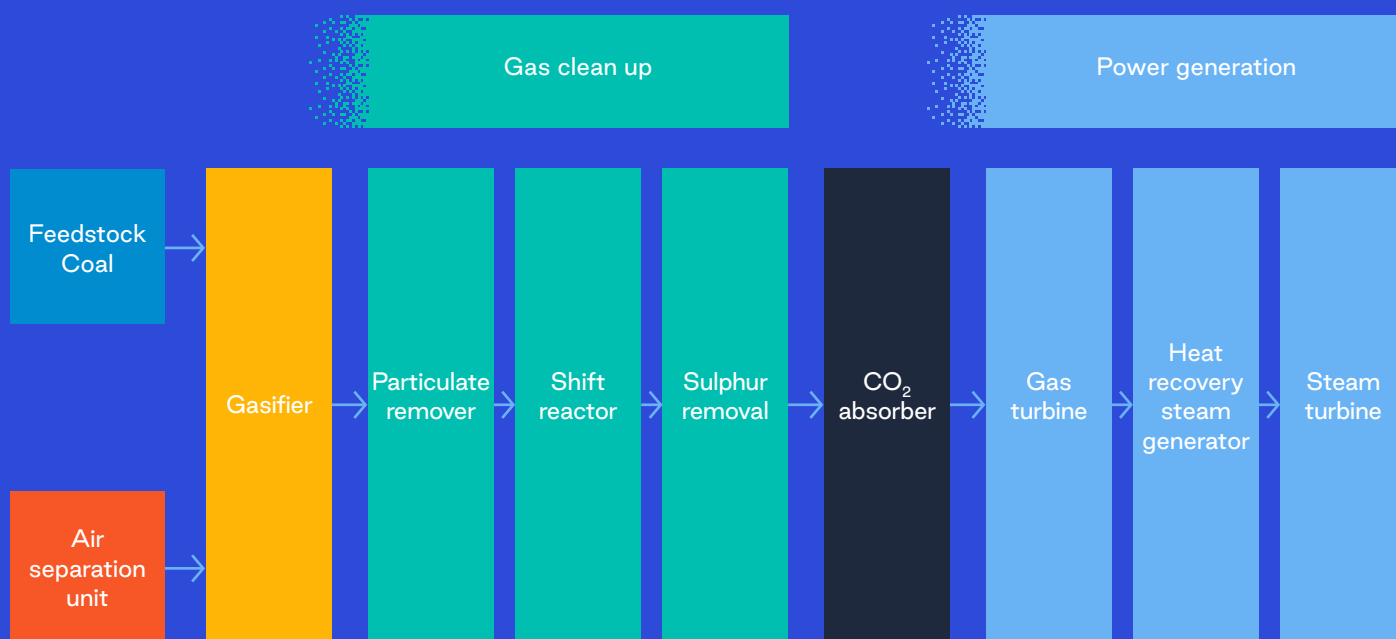 Gas clean up
Power generation
Feedstock
Coal
Air
separation
unit
Gasifier
Particulate
remover
Shift
reactor
Sulphur
removal
CO₂
absorber
Gas
turbine
Heat
recovery
steam
generator
Steam
turbine